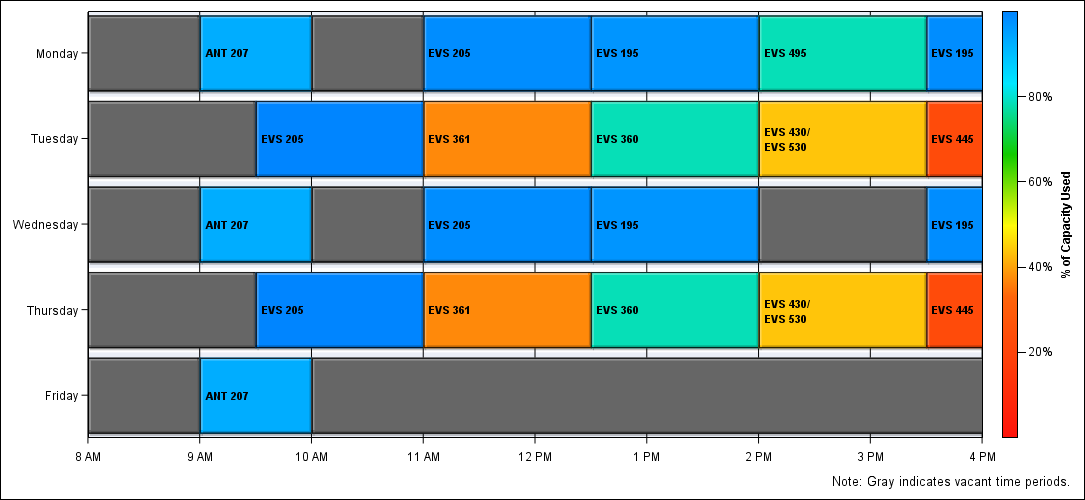 Monday
ANT 207
EVS 205
EVS 195
EVS 495
EVS 195
Tuesday
EVS 205
EVS 361
EVS 360
EVS 430/
EVS 530
EVS 445
Wednesday
ANT 207
EVS 205
EVS 195
EVS 195
Thursday
EVS 205
EVS 361
EVS 360
EVS 430/
EVS 530
EVS 445
Friday
ANT 207
8 AM
9 AM
10 AM
11 AM
12 PM
1 PM
2 PM
3 PM
4 PM
80%
60%
40%
20%
% of Capacity Used
Note: Gray indicates vacant time periods.